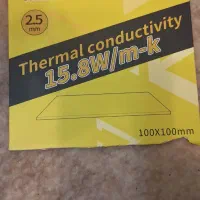 2.5
mm
Thermal conductivity
15.8W/m-k
100X100mm